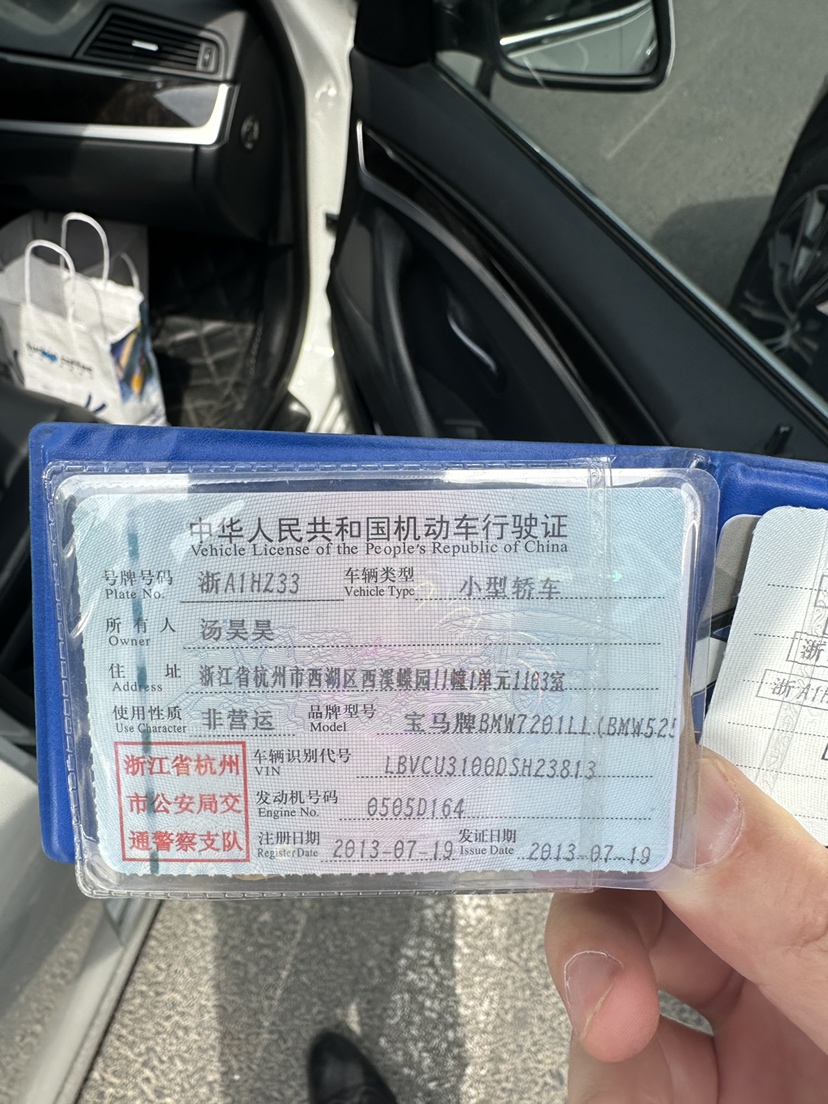 中华人民共和国机动车行驶证
Vehicle License of the People's Republic of China
号牌号码 浙A1HZ33 车辆类型 小型轿车
Plate No. Vehicle Type
所有人 汤昊昊
Owner
住址 浙江省杭州市西湖区西溪蝶园11幢1单元1103室
Address
使用性质 非营运 品牌型号 宝马牌BMW7201LL(BMW525
Use Character Model
浙江省杭州
市公安局交
通警察支队
车辆识别代号 LBVCU3100DSH23813
VIN
发动机号码 0505D164
Engine No.
注册日期 2013-07-19 发证日期 2013-07-19
Register Date Issue Date
浙
浙A1H